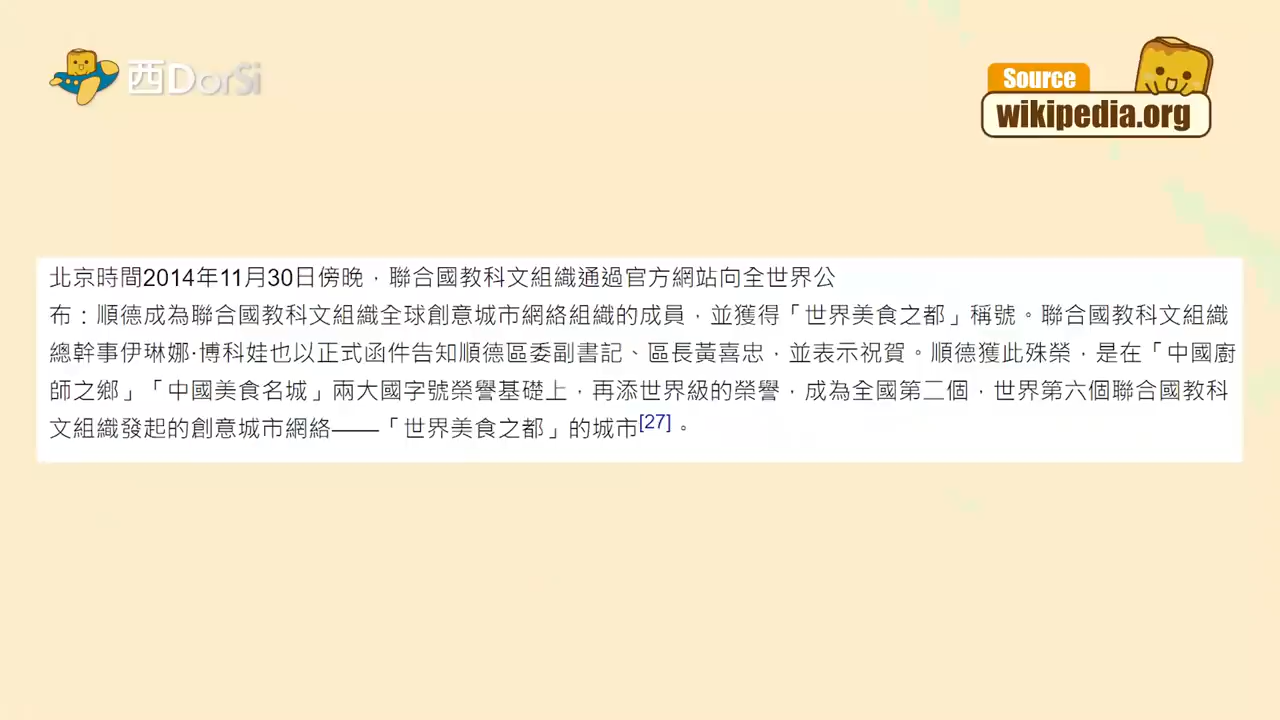 西DorSi
Source
wikipedia.org
北京時間2014年11月30日傍晚，聯合國教科文組織通過官方網站向全世界公
布：順德成為聯合國教科文組織全球創意城市網絡組織的成員，並獲得「世界美食之都」稱號。聯合國教科文組織
總幹事伊琳娜·博科娃也以正式函件告知順德區委副書記、區長黃喜忠，並表示祝賀。順德獲此殊榮，是在「中國廚
師之鄉」「中國美食名城」兩大國字號榮譽基礎上，再添世界級的榮譽，成為全國第二個，世界第六個聯合國教科
文組織發起的創意城市網絡——「世界美食之都」的城市[27]。